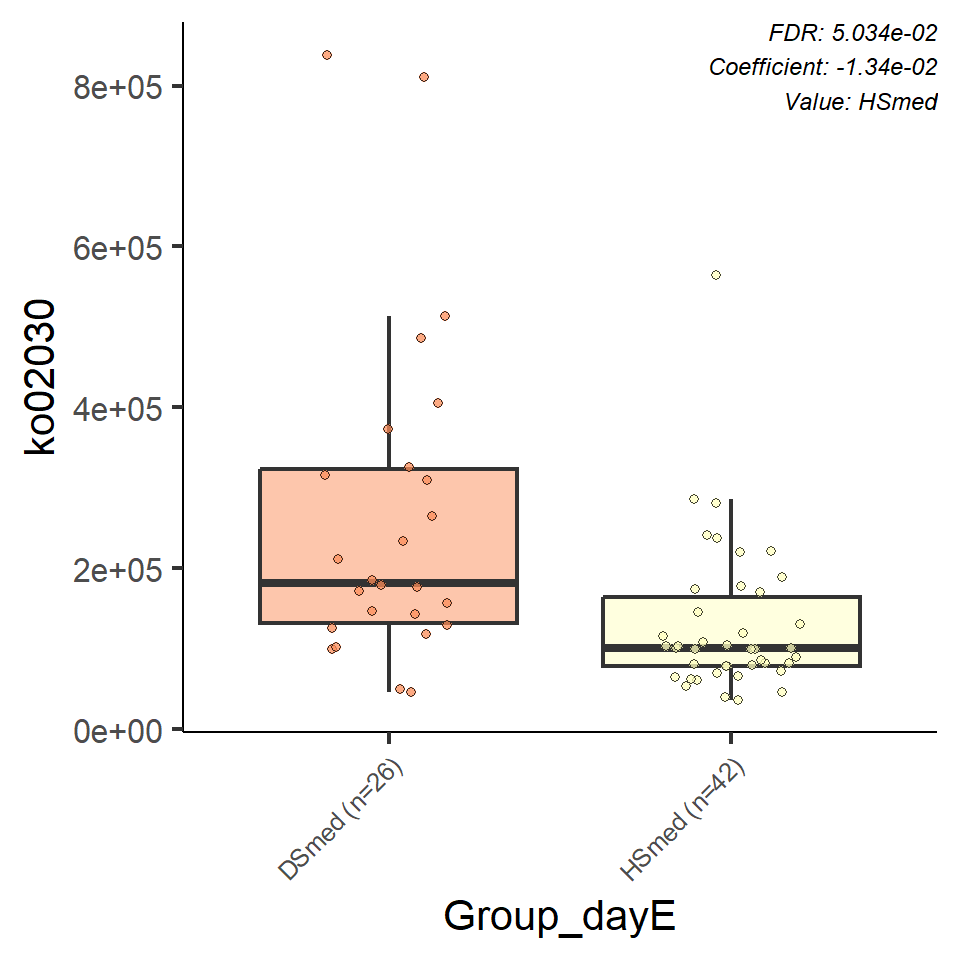 FDR: 5.034e-02
Coefficient: -1.34e-02
Value: HSmed
8e+05
6e+05
4e+05
2e+05
0e+00
ko02030
DSmed (n=26)
HSmed (n=42)
Group_dayE